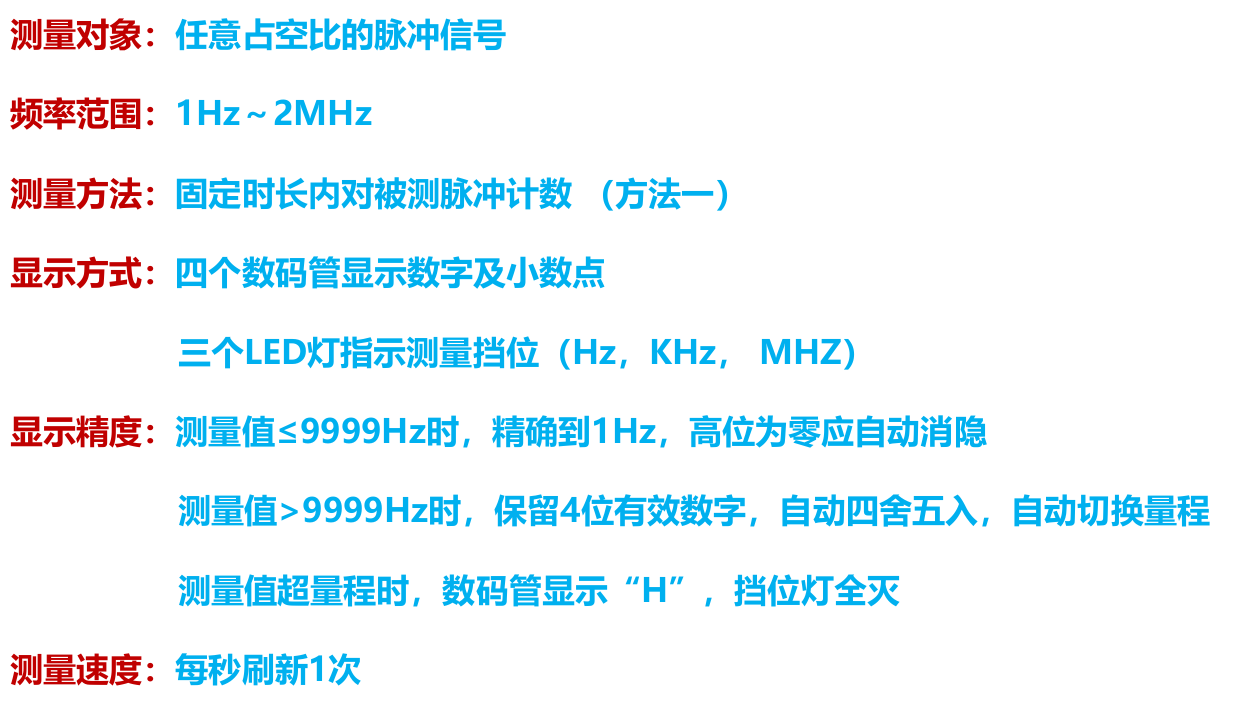 测量对象：任意占空比的脉冲信号
频率范围：1Hz～2MHz
测量方法：固定时长内对被测脉冲计数 （方法一）
显示方式：四个数码管显示数字及小数点
三个LED灯指示测量挡位（Hz，KHz， MHZ）
显示精度：测量值≤9999Hz时，精确到1Hz，高位为零应自动消隐
测量值>9999Hz时，保留4位有效数字，自动四舍五入，自动切换量程
测量值超量程时，数码管显示“H”，挡位灯全灭
测量速度：每秒刷新1次